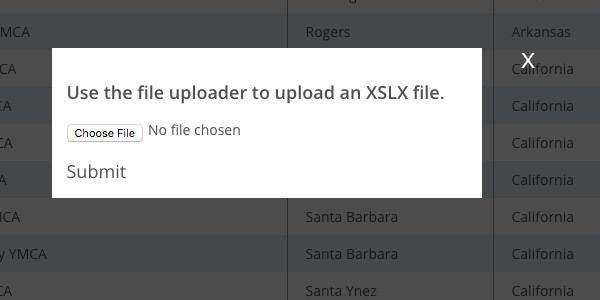 YMCA Rogers Arkansas
X
CA California
Use the file uploader to upload an XSLX file.
CA California
Choose File No file chosen
CA California
Submit
A California
YMCA Santa Barbara California
y YMCA Santa Barbara California
CA Santa Ynez California